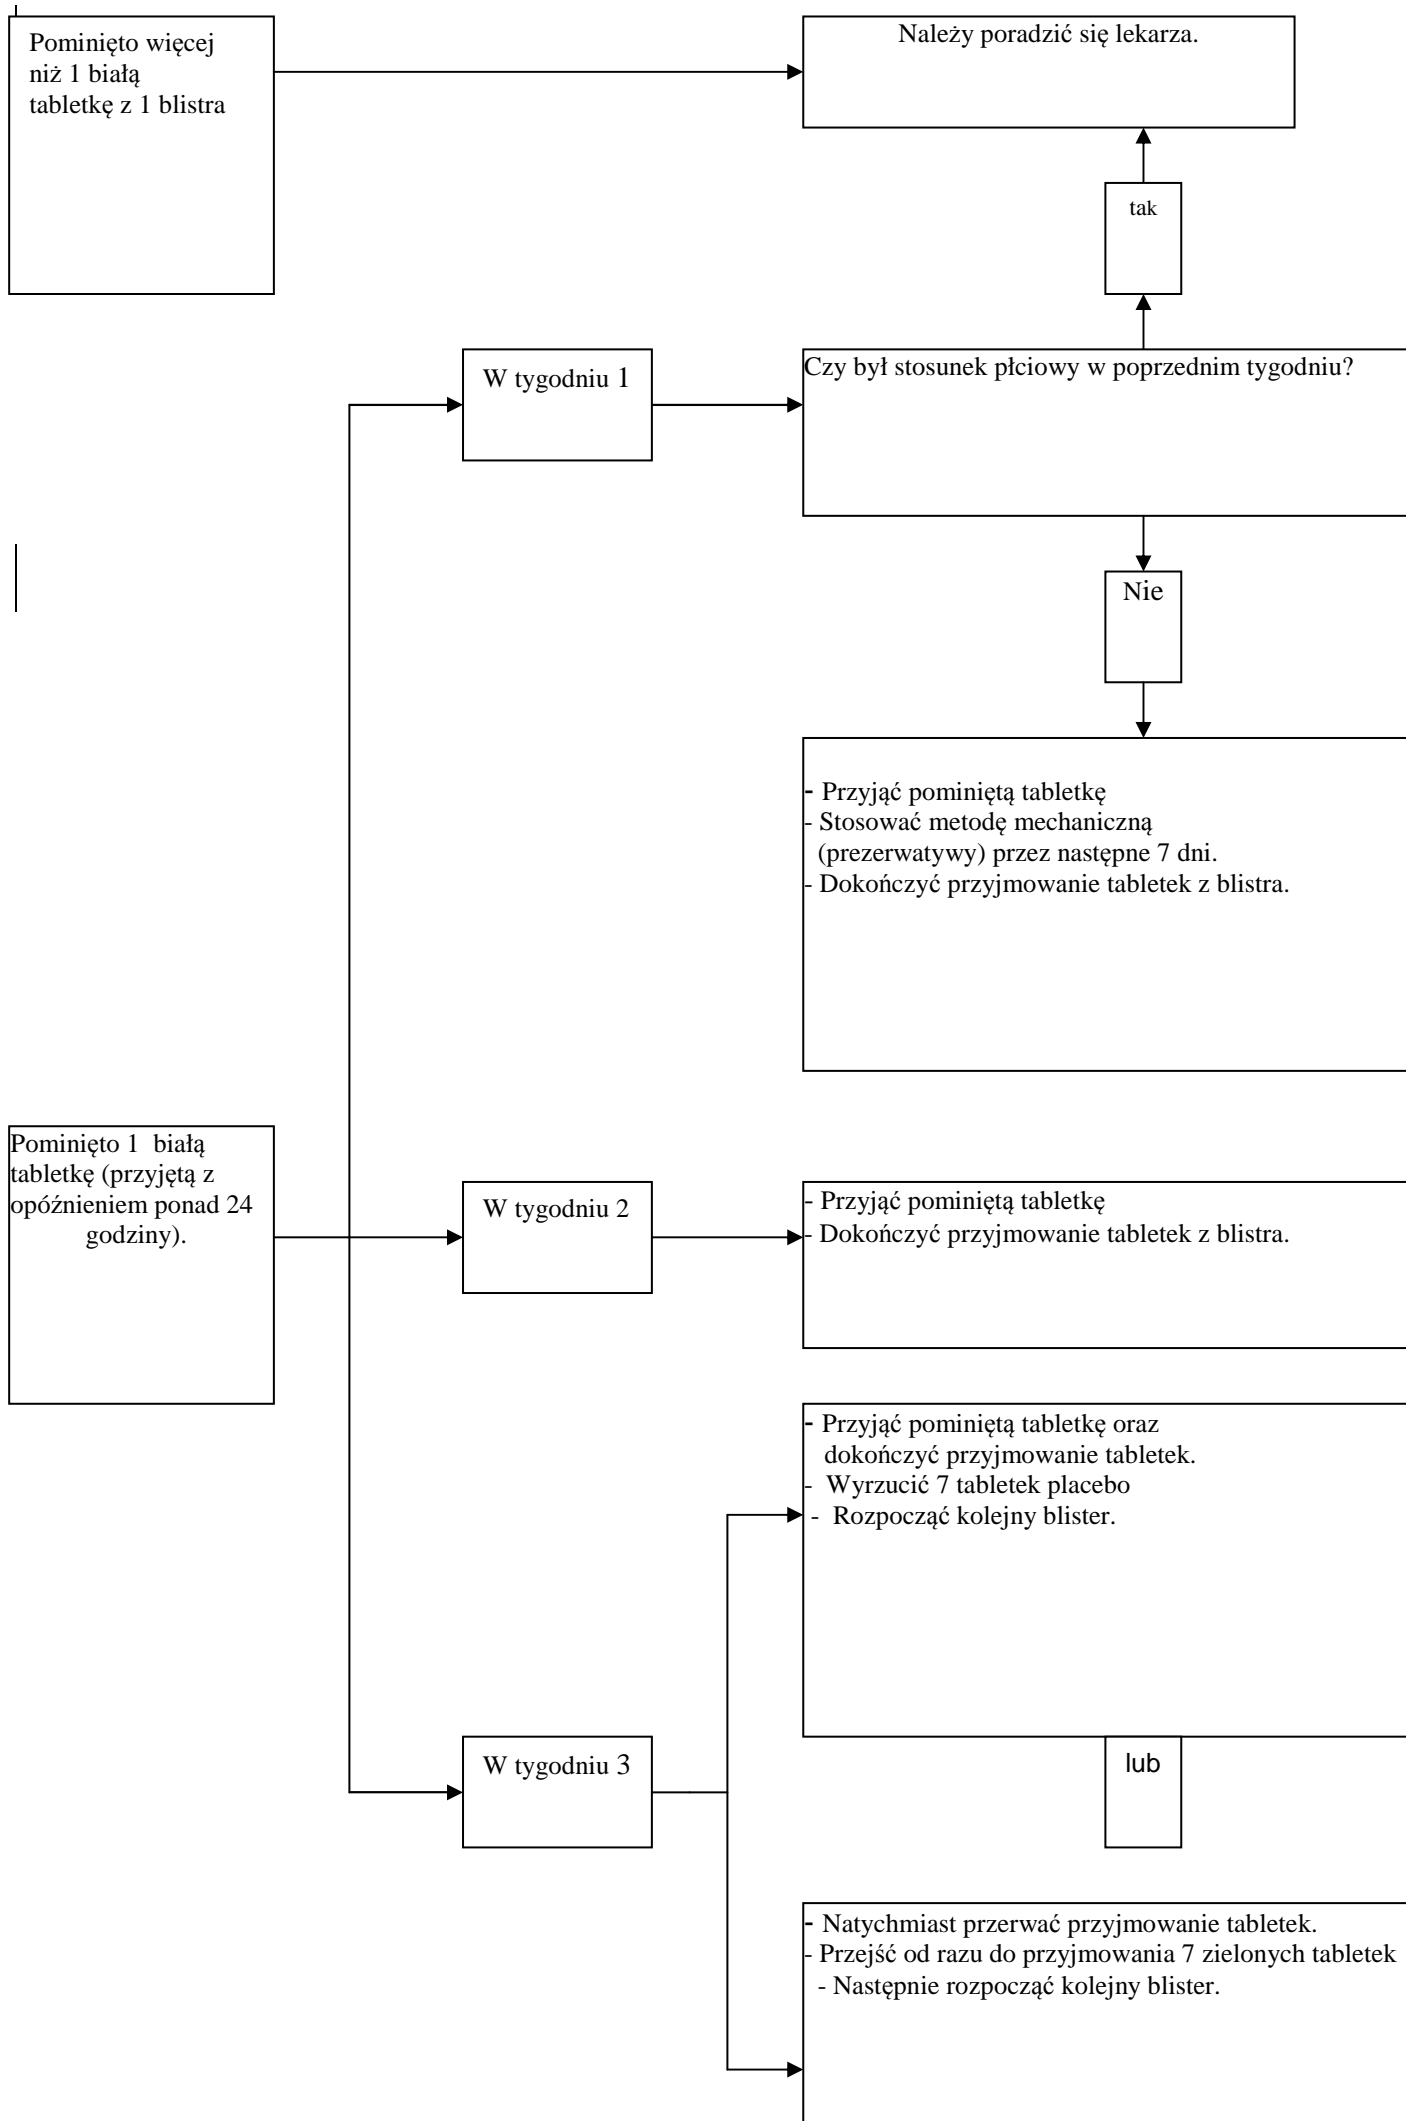 Pominięto więcej
niż 1 białą
tabletkę z 1 blistra
Należy poradzić się lekarza.
tak
W tygodniu 1
Czy był stosunek płciowy w poprzednim tygodniu?
Nie
- Przyjąć pominiętą tabletkę
- Stosować metodę mechaniczną
(prezerwatywy) przez następne 7 dni.
- Dokończyć przyjmowanie tabletek z blistra.
Pominięto 1 białą
tabletkę (przyjętą z
opóźnieniem ponad 24
godziny).
W tygodniu 2
- Przyjąć pominiętą tabletkę
- Dokończyć przyjmowanie tabletek z blistra.
- Przyjąć pominiętą tabletkę oraz
dokończyć przyjmowanie tabletek.
- Wyrzucić 7 tabletek placebo
- Rozpocząć kolejny blister.
W tygodniu 3
lub
- Natychmiast przerwać przyjmowanie tabletek.
- Przejść od razu do przyjmowania 7 zielonych tabletek
- Następnie rozpocząć kolejny blister.